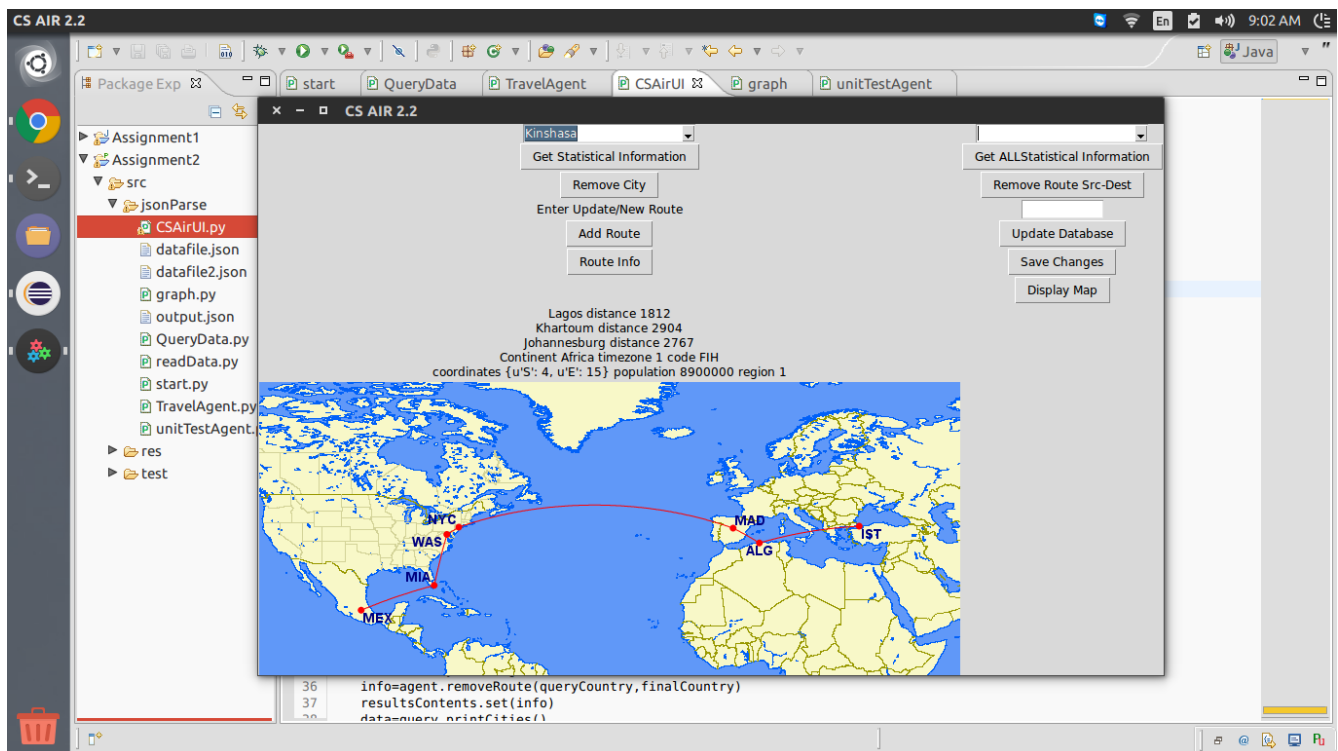 CS AIR 2.2
En
9:02 AM
Java
Package Exp
start
QueryData
TravelAgent
CSAirUI
graph
unitTestAgent
Assignment1
Assignment2
src
jsonParse
CSAirUI.py
datafile.json
datafile2.json
graph.py
output.json
QueryData.py
readData.py
start.py
TravelAgent.py
unitTestAgent.
res
test
CS AIR 2.2
Kinshasa
Get Statistical Information
Get ALLStatistical Information
Remove City
Remove Route Src-Dest
Enter Update/New Route
Add Route
Update Database
Route Info
Save Changes
Display Map
Lagos distance 1812
Khartoum distance 2904
Johannesburg distance 2767
Continent Africa timezone 1 code FIH
coordinates {u'S': 4, u'E': 15} population 8900000 region 1
NYC
WAS
MIA
MEX
MAD
ALG
IST
36 info=agent.removeRoute(queryCountry,finalCountry)
37 resultsContents.set(info)
38 data=query.printCities()